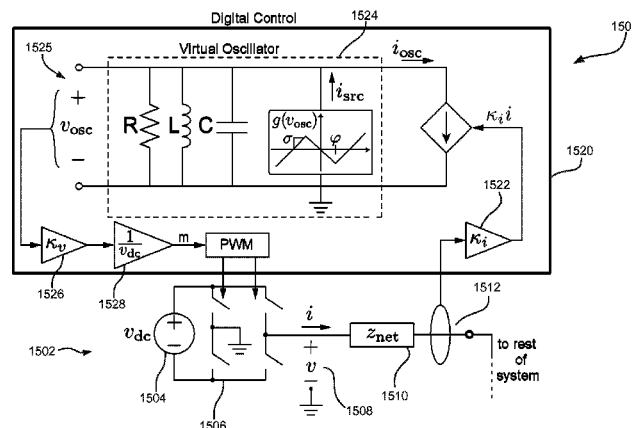 Digital Control
1524
150
Virtual Oscillator
1525
i_osc
+
v_osc
−
R
L
C
i_src
g(v_osc)
σ
φ
κ_i i
1520
1522
κ_i
κ_v
1/v_dc
m
PWM
1526
1528
i
1512
v_dc
+
−
z_net
to rest
of
system
1502
1504
+
v
−
1508
1510
1506